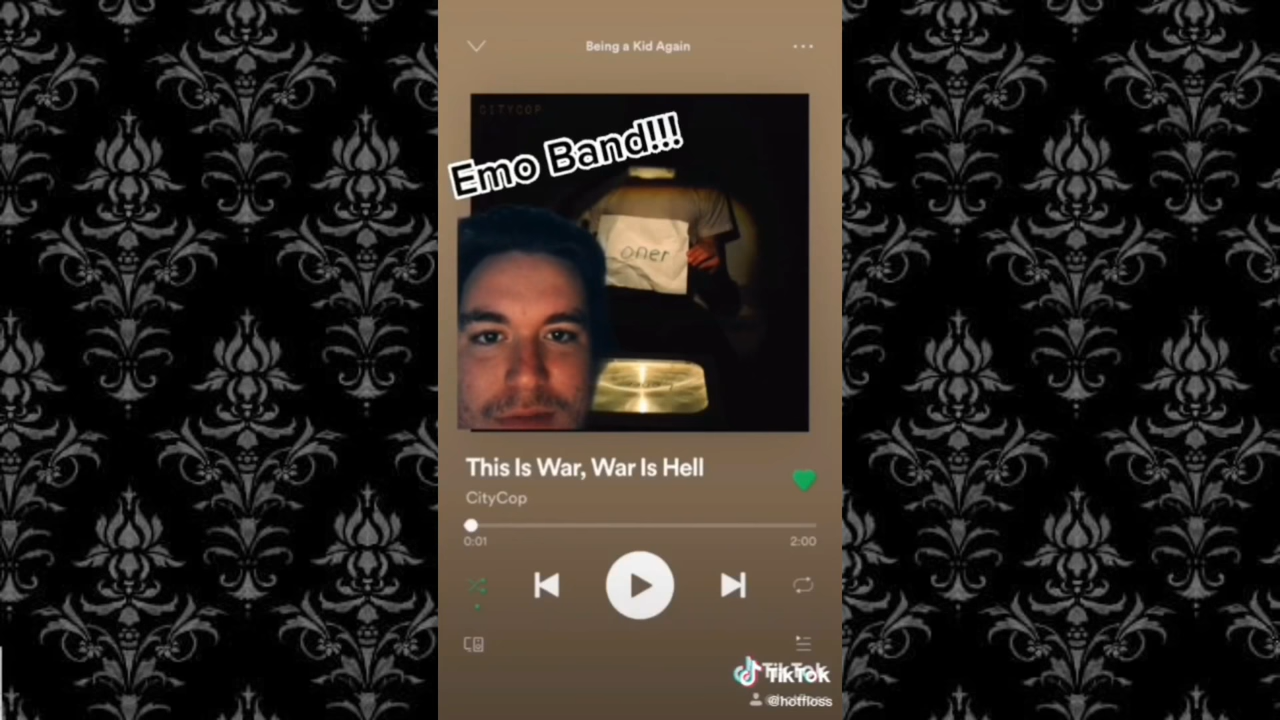 Being a Kid Again
CITYCOP
Emo Band!!!
oner
This Is War, War Is Hell
CityCop
0:01
2:00
TikTok
@hotfloss